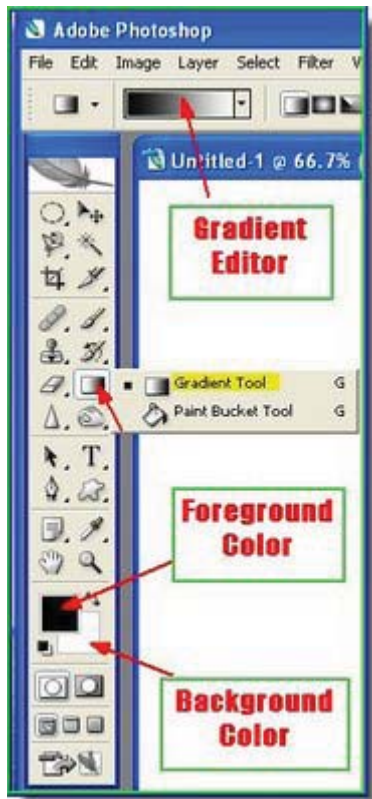 Adobe Photoshop
File Edit Image Layer Select Filter
Untitled-1 @ 66.7%
Gradient
Editor
Gradient Tool G
Paint Bucket Tool G
T
Foreground
Color
Background
Color